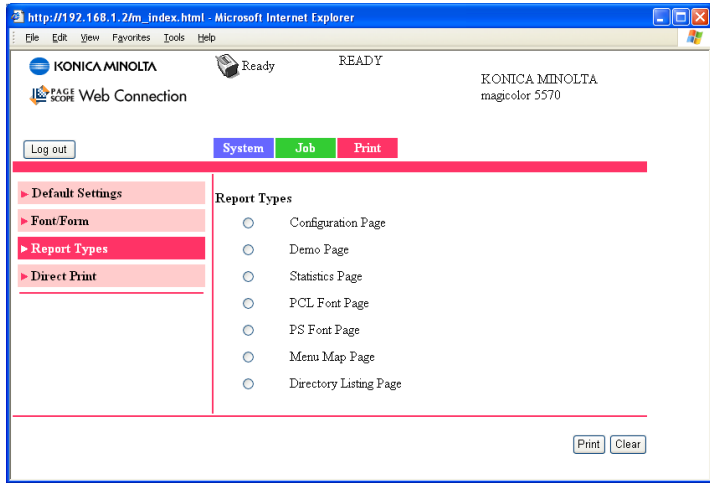 http://192.168.1.2/m_index.html - Microsoft Internet Explorer
File Edit View Favorites Tools Help
KONICA MINOLTA
Ready
READY
KONICA MINOLTA
magicolor 5570
PAGE SCOPE Web Connection
Log out
System
Job
Print
Default Settings
Font/Form
Report Types
Direct Print
Report Types
Configuration Page
Demo Page
Statistics Page
PCL Font Page
PS Font Page
Menu Map Page
Directory Listing Page
Print
Clear